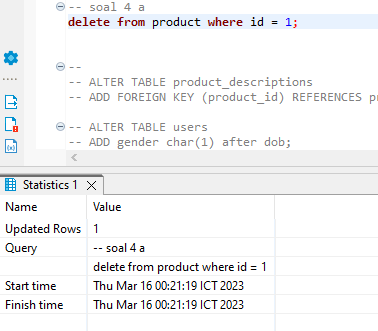 -- soal 4 a
delete from product where id = 1;
--
-- ALTER TABLE product_descriptions
-- ADD FOREIGN KEY (product_id) REFERENCES
-- ALTER TABLE users
-- ADD gender char(1) after dob;
Statistics 1
Name Value
Updated Rows 1
Query -- soal 4 a
delete from product where id = 1
Start time Thu Mar 16 00:21:19 ICT 2023
Finish time Thu Mar 16 00:21:19 ICT 2023